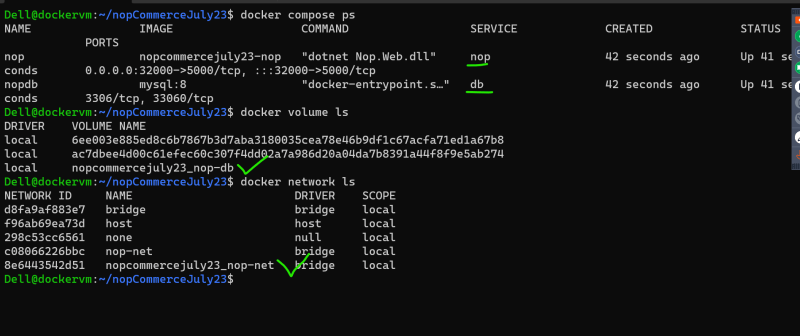 Dell@dockervm:~/nopCommerceJuly23$ docker compose ps
NAME IMAGE COMMAND SERVICE CREATED STATUS
PORTS
nop nopcommercejuly23-nop "dotnet Nop.Web.dll" nop 42 seconds ago Up 41 se
conds 0.0.0.0:32000->5000/tcp, :::32000->5000/tcp
nopdb mysql:8 "docker-entrypoint.s…" db 42 seconds ago Up 41 se
conds 3306/tcp, 33060/tcp
Dell@dockervm:~/nopCommerceJuly23$ docker volume ls
DRIVER VOLUME NAME
local 6ee003e885ed8c6b7867b3d7aba3180035cea78e46b9df1c67acfa71ed1a67b8
local ac7dbee4d00c61efec60c307f4dd02a7a986d20a04da7b8391a44f8f9e5ab274
local nopcommercejuly23_nop-db
Dell@dockervm:~/nopCommerceJuly23$ docker network ls
NETWORK ID NAME DRIVER SCOPE
d8fa9af883e7 bridge bridge local
f96ab69ea73d host host local
298c53cc6561 none null local
c08066226bbc nop-net bridge local
8e6443542d51 nopcommercejuly23_nop-net bridge local
Dell@dockervm:~/nopCommerceJuly23$